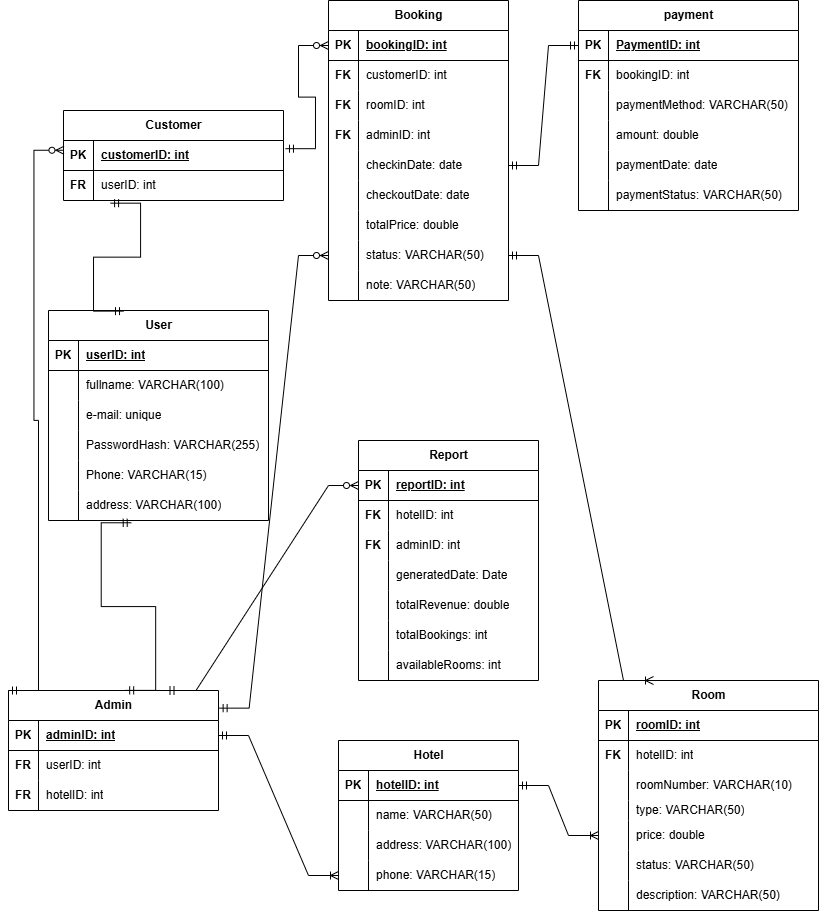 Booking
PK bookingID: int
FK customerID: int
FK roomID: int
FK adminID: int
checkinDate: date
checkoutDate: date
totalPrice: double
status: VARCHAR(50)
note: VARCHAR(50)
payment
PK PaymentID: int
FK bookingID: int
paymentMethod: VARCHAR(50)
amount: double
paymentDate: date
paymentStatus: VARCHAR(50)
Customer
PK customerID: int
FR userID: int
User
PK userID: int
fullname: VARCHAR(100)
e-mail: unique
PasswordHash: VARCHAR(255)
Phone: VARCHAR(15)
address: VARCHAR(100)
Report
PK reportID: int
FK hotelID: int
FK adminID: int
generatedDate: Date
totalRevenue: double
totalBookings: int
availableRooms: int
Admin
PK adminID: int
FR userID: int
FR hotelID: int
Hotel
PK hotelID: int
name: VARCHAR(50)
address: VARCHAR(100)
phone: VARCHAR(15)
Room
PK roomID: int
FK hotelID: int
roomNumber: VARCHAR(10)
type: VARCHAR(50)
price: double
status: VARCHAR(50)
description: VARCHAR(50)